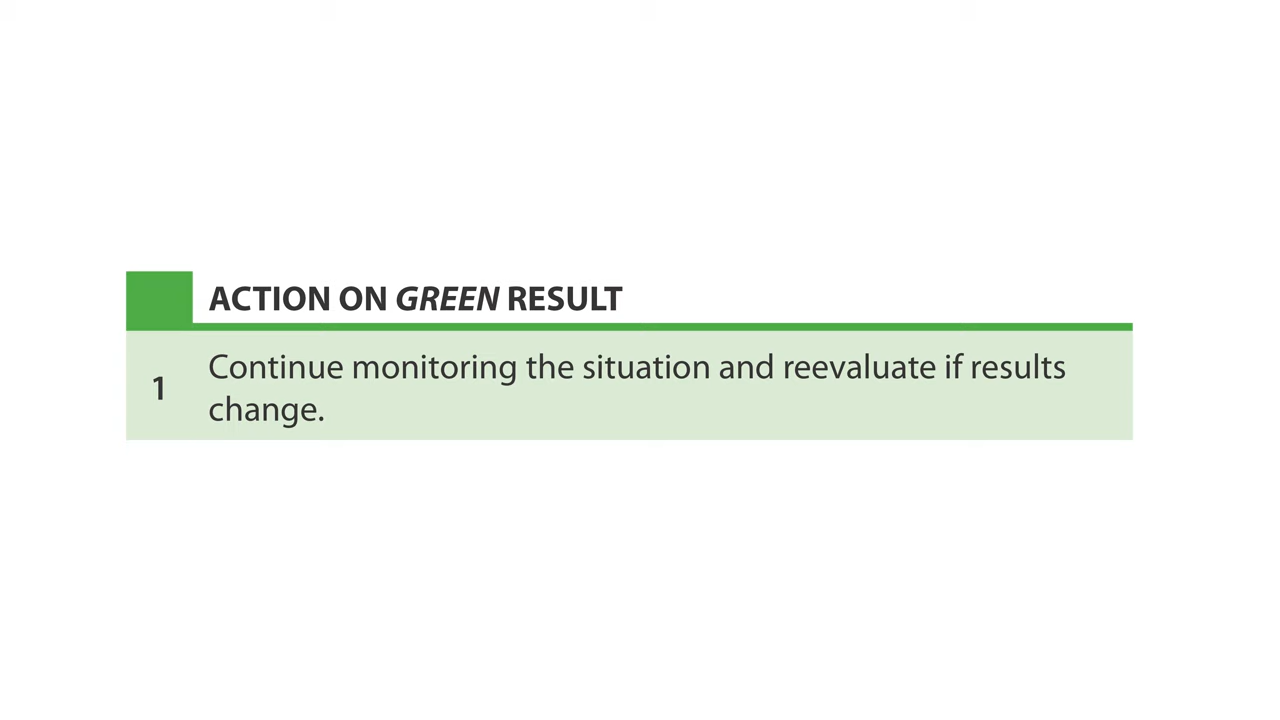 ACTION ON GREEN RESULT
1 Continue monitoring the situation and reevaluate if results
change.